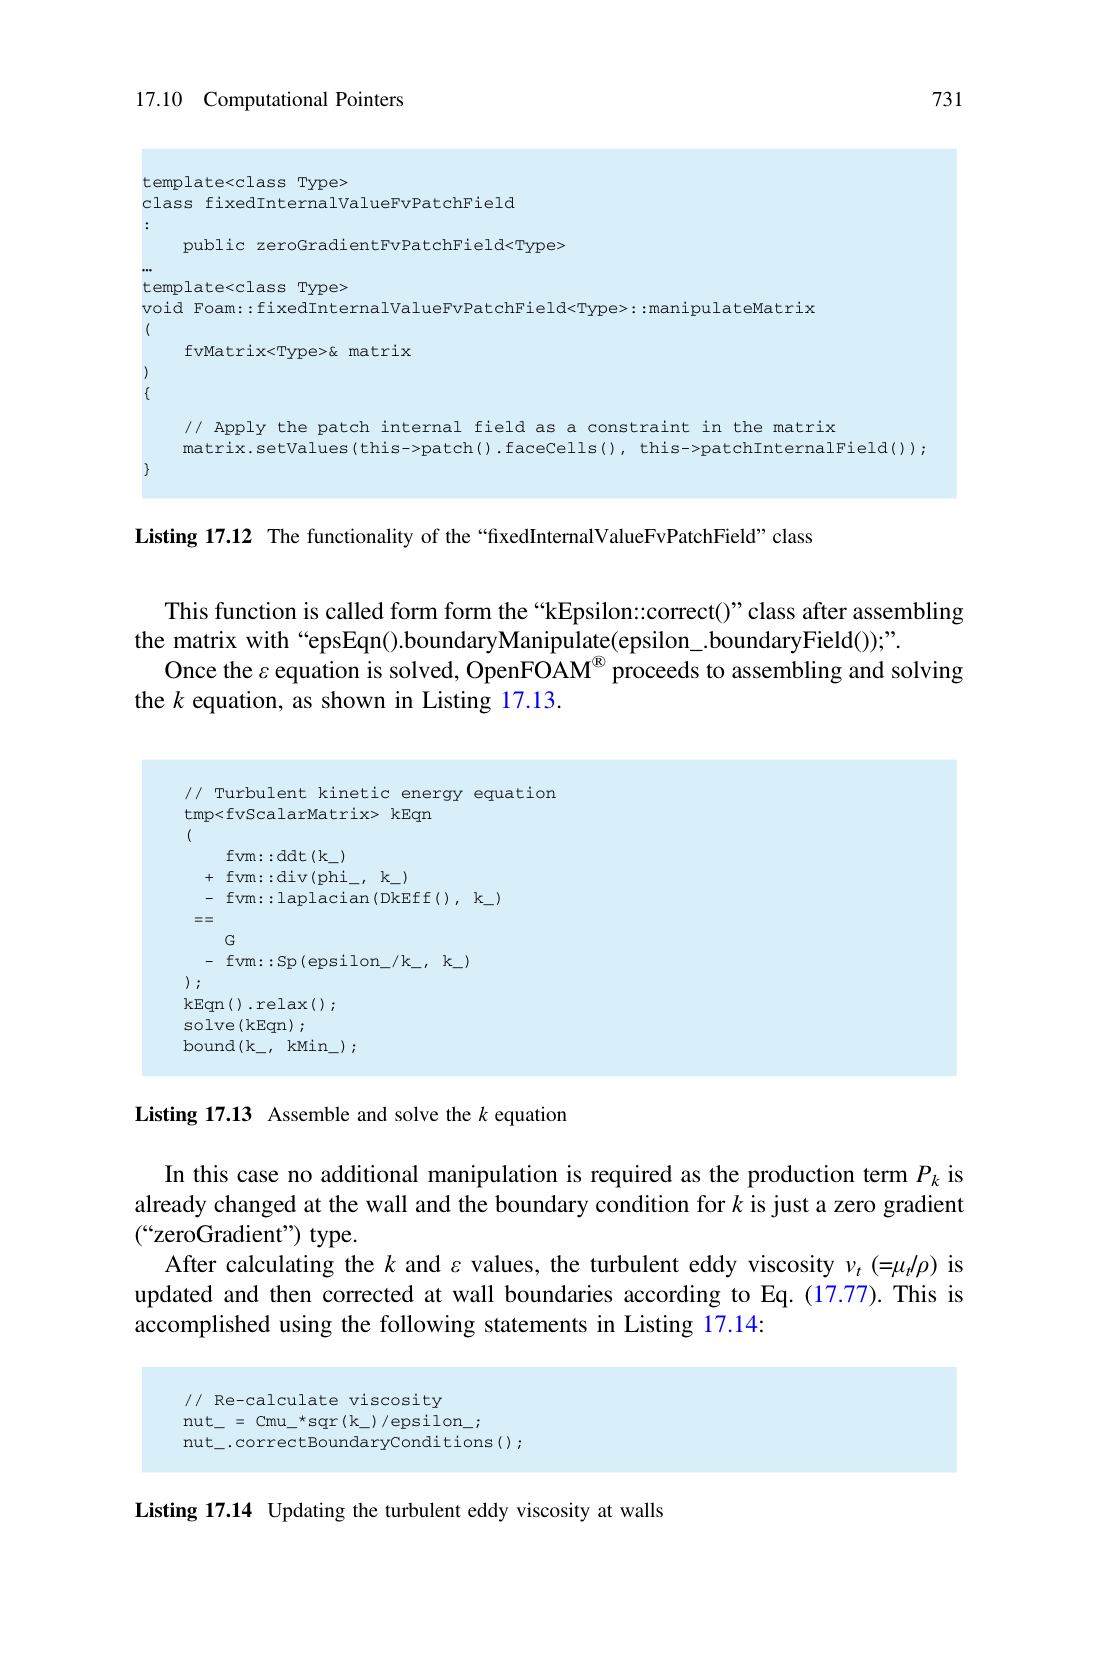 17.10 Computational Pointers 731
template<class Type>
class fixedInternalValueFvPatchField
:
    public zeroGradientFvPatchField<Type>
…
template<class Type>
void Foam::fixedInternalValueFvPatchField<Type>::manipulateMatrix
(
    fvMatrix<Type>& matrix
)
{
    // Apply the patch internal field as a constraint in the matrix
    matrix.setValues(this->patch().faceCells(), this->patchInternalField());
}
Listing 17.12 The functionality of the “fixedInternalValueFvPatchField” class
This function is called form form the “kEpsilon::correct()” class after assembling
the matrix with “epsEqn().boundaryManipulate(epsilon_.boundaryField());”.
Once the ε equation is solved, OpenFOAM® proceeds to assembling and solving
the k equation, as shown in Listing 17.13.
    // Turbulent kinetic energy equation
    tmp<fvScalarMatrix> kEqn
    (
        fvm::ddt(k_)
      + fvm::div(phi_, k_)
      - fvm::laplacian(DkEff(), k_)
     ==
        G
      - fvm::Sp(epsilon_/k_, k_)
    );
    kEqn().relax();
    solve(kEqn);
    bound(k_, kMin_);
Listing 17.13 Assemble and solve the k equation
In this case no additional manipulation is required as the production term Pk is
already changed at the wall and the boundary condition for k is just a zero gradient
(“zeroGradient”) type.
After calculating the k and ε values, the turbulent eddy viscosity νt (=μt/ρ) is
updated and then corrected at wall boundaries according to Eq. (17.77). This is
accomplished using the following statements in Listing 17.14:
    // Re-calculate viscosity
    nut_ = Cmu_*sqr(k_)/epsilon_;
    nut_.correctBoundaryConditions();
Listing 17.14 Updating the turbulent eddy viscosity at walls